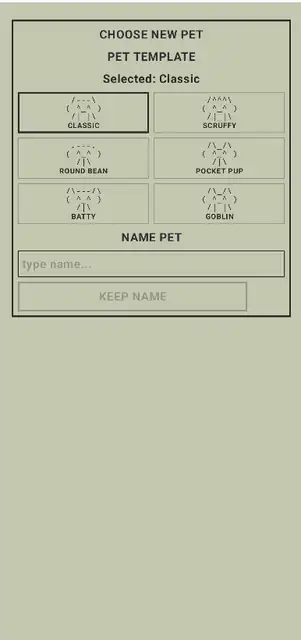 CHOOSE NEW PET
PET TEMPLATE
Selected: Classic
CLASSIC
SCRUFFY
ROUND BEAN
POCKET PUP
BATTY
GOBLIN
NAME PET
type name...
KEEP NAME